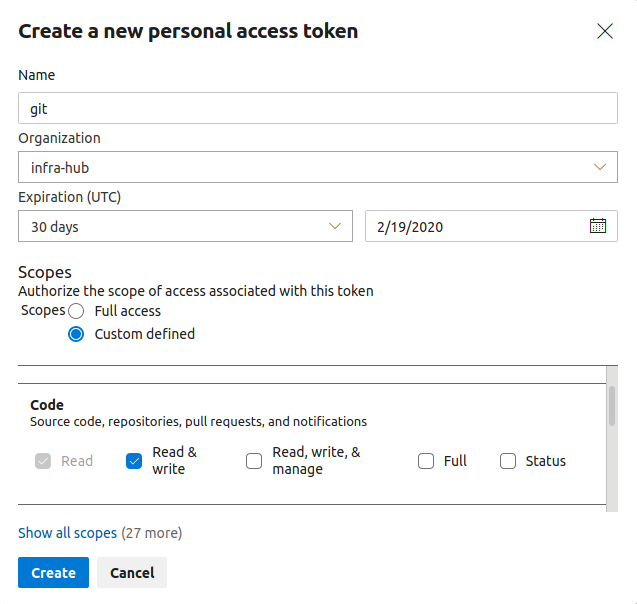 Create a new personal access token
Name
git
Organization
infra-hub
Expiration (UTC)
30 days
2/19/2020
Scopes
Authorize the scope of access associated with this token
Scopes
Full access
Custom defined
Code
Source code, repositories, pull requests, and notifications
Read
Read &
write
Read, write, &
manage
Full
Status
Show all scopes (27 more)
Create
Cancel